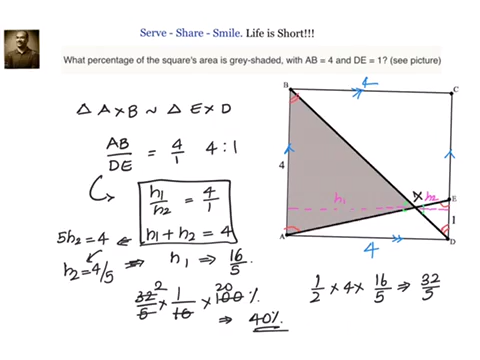 Serve - Share - Smile. Life is Short!!!
What percentage of the square's area is grey-shaded, with AB = 4 and DE = 1? (see picture)
△ A×B ~ △ E×D
AB/DE = 4/1 4 : 1
h₁/h₂ = 4/1
h₁ + h₂ = 4
5h₂ = 4
h₂ = 4/5 ⇒ h₁ ⇒ 16/5
32/5 2 × 1/16 × 100 20 %
⇒ 40%
B
4
C
4
h₁
X
h₂
E
1
A
4
D
1/2 × 4 × 16/5 ⇒ 32/5